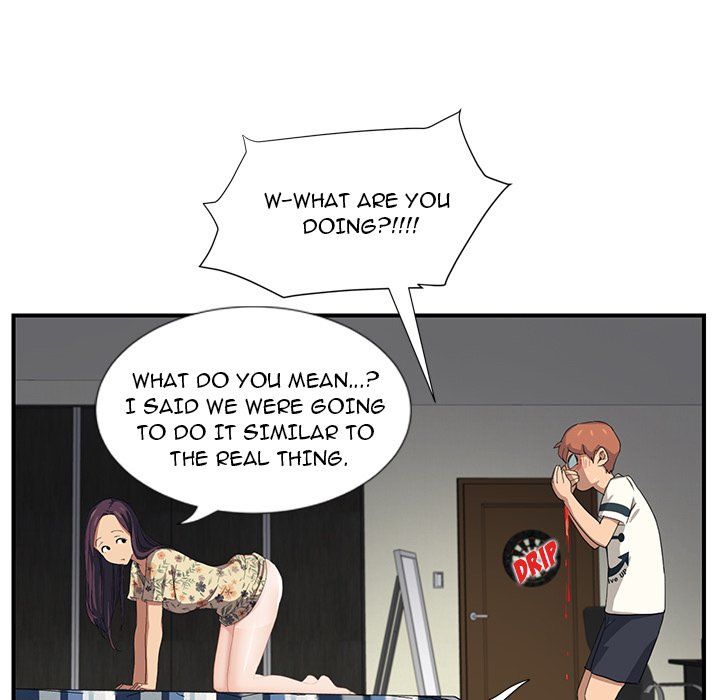 W-WHAT ARE YOU
DOING?!!!!
WHAT DO YOU MEAN...?
I SAID WE WERE GOING
TO DO IT SIMILAR TO
THE REAL THING.
DRIP